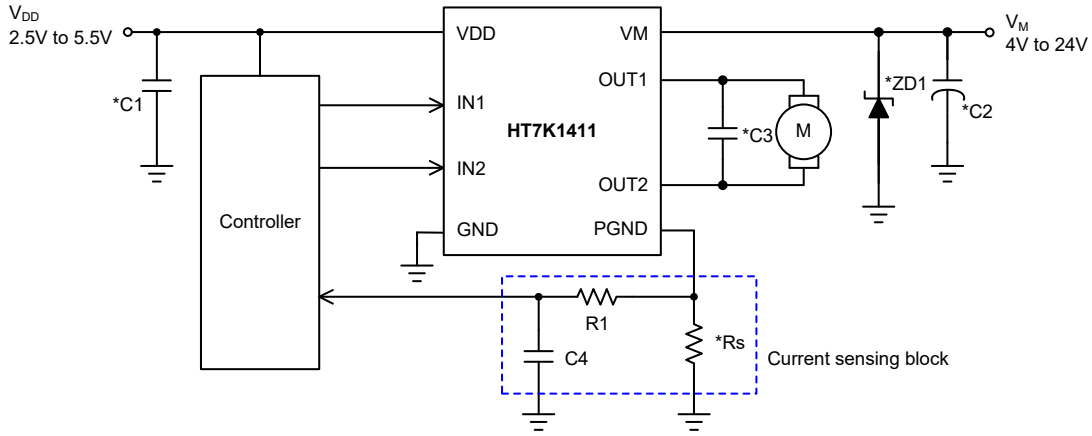 VDD
2.5V to 5.5V
VM
4V to 24V
VDD
VM
*C1
OUT1
*ZD1
*C2
IN1
HT7K1411
*C3
M
IN2
OUT2
Controller
GND
PGND
R1
*Rs
C4
Current sensing block